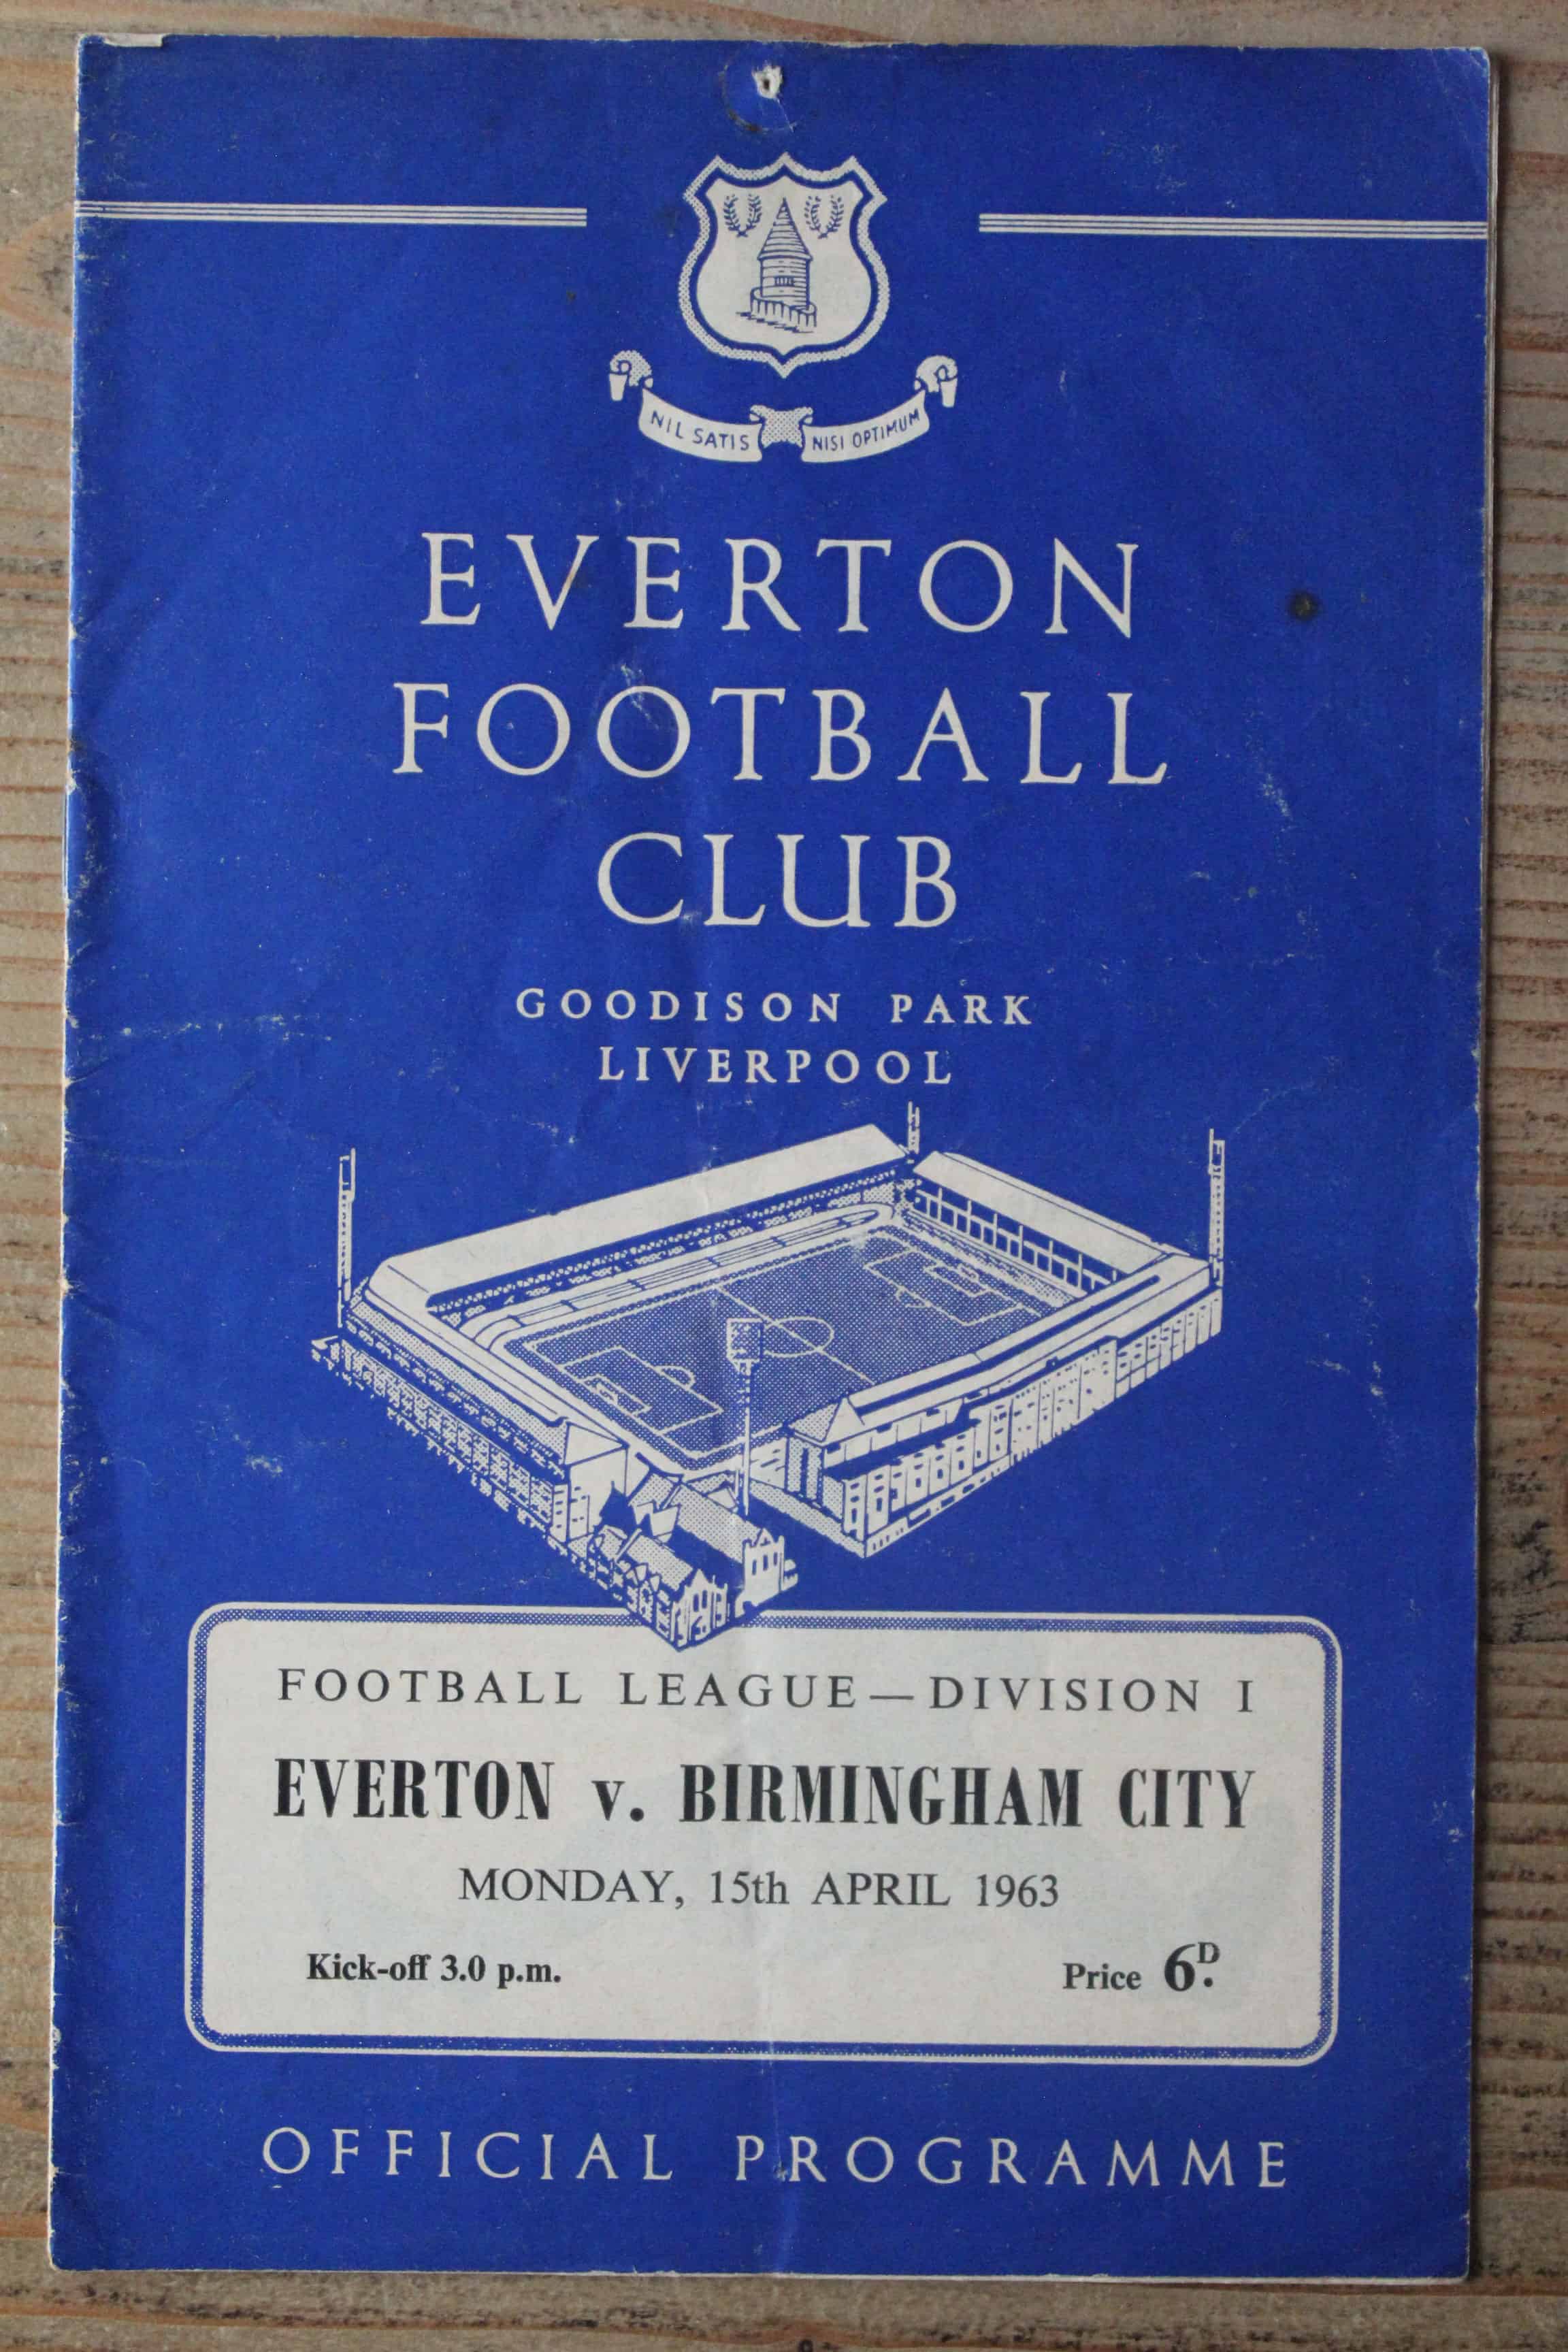 NIL SATIS NISI OPTIMUM
EVERTON
FOOTBALL
CLUB
GOODISON PARK
LIVERPOOL
FOOTBALL LEAGUE — DIVISION I
EVERTON v. BIRMINGHAM CITY
MONDAY, 15th APRIL 1963
Kick-off 3.0 p.m. Price 6D.
OFFICIAL PROGRAMME